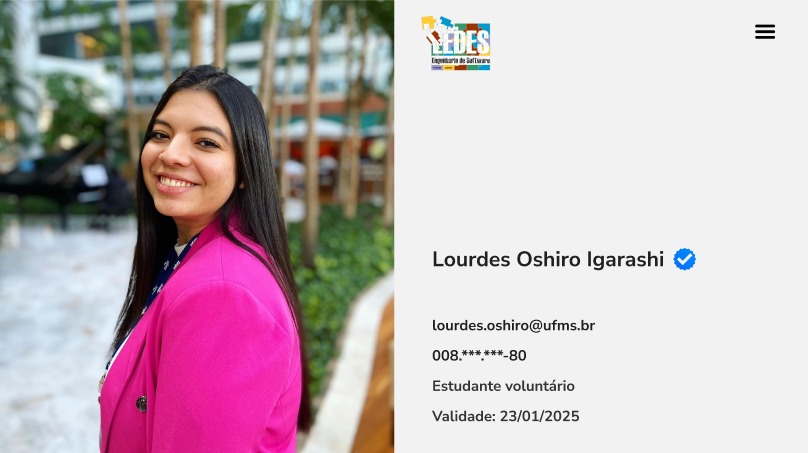 LEDES
Engenharia de Software
Lourdes Oshiro Igarashi
lourdes.oshiro@ufms.br
008.***.***-80
Estudante voluntário
Validade: 23/01/2025